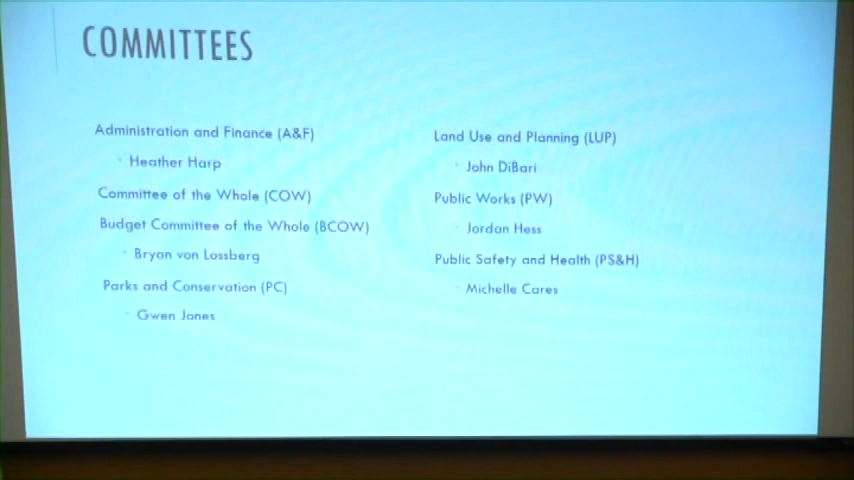 COMMITTEES
Administration and Finance (A&F)
Heather Harp
Committee of the Whole (COW)
Budget Committee of the Whole (BCOW)
Bryan von Lossberg
Parks and Conservation (PC)
Gwen Jones
Land Use and Planning (LUP)
John DiBari
Public Works (PW)
Jordan Hess
Public Safety and Health (PS&H)
Michelle Cares